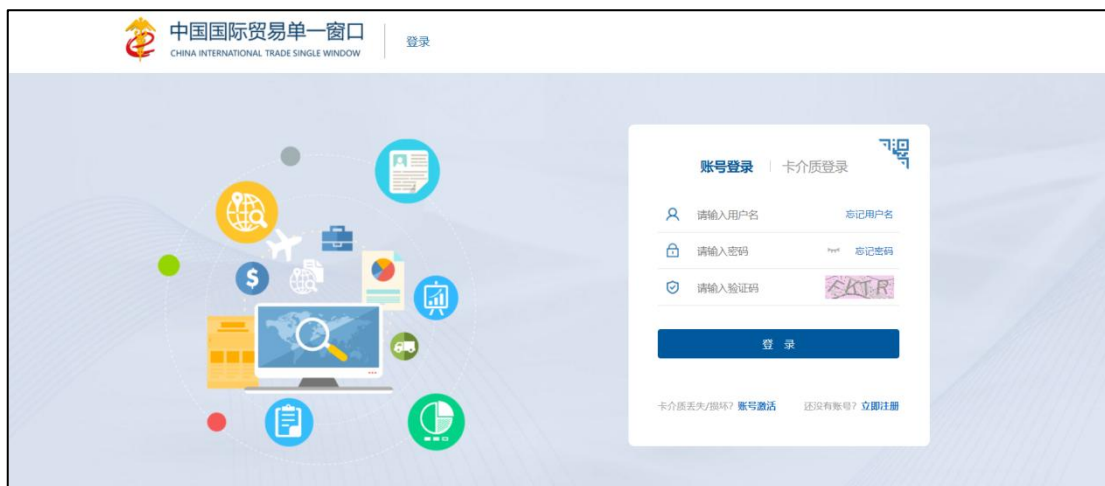 中国国际贸易单一窗口
CHINA INTERNATIONAL TRADE SINGLE WINDOW
登录
账号登录
卡介质登录
请输入用户名
忘记用户名
请输入密码
忘记密码
请输入验证码
登 录
卡介质丢失/损坏? 账号激活
还没有账号? 立即注册